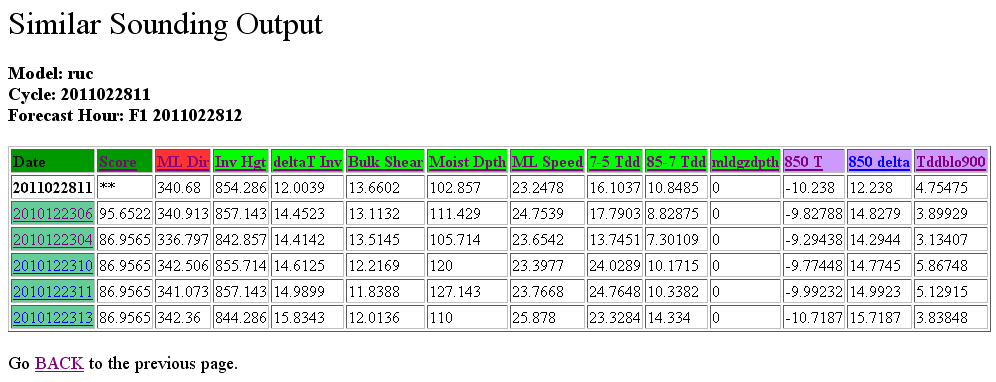 Similar Sounding Output
Model: ruc
Cycle: 2011022811
Forecast Hour: F1 2011022812
Date Score ML Dir Inv Hgt deltaT Inv Bulk Shear Moist Dpth ML Speed 7-5 Tdd 85-7 Tdd mldgzdpth 850 T 850 delta Tddblo900
2011022811 ** 340.68 854.286 12.0039 13.6602 102.857 23.2478 16.1037 10.8485 0 -10.238 12.238 4.75475
2010122306 95.6522 340.913 857.143 14.4523 13.1132 111.429 24.7539 17.7903 8.82875 0 -9.82788 14.8279 3.89929
2010122304 86.9565 336.797 842.857 14.4142 13.5145 105.714 23.6542 13.7451 7.30109 0 -9.29438 14.2944 3.13407
2010122310 86.9565 342.506 855.714 14.6125 12.2169 120 23.3977 24.0289 10.1715 0 -9.77448 14.7745 5.86748
2010122311 86.9565 341.073 857.143 14.9899 11.8388 127.143 23.7668 24.7648 10.3382 0 -9.99232 14.9923 5.12915
2010122313 86.9565 342.36 844.286 15.8343 12.0136 110 25.878 23.3284 14.334 0 -10.7187 15.7187 3.83848
Go BACK to the previous page.